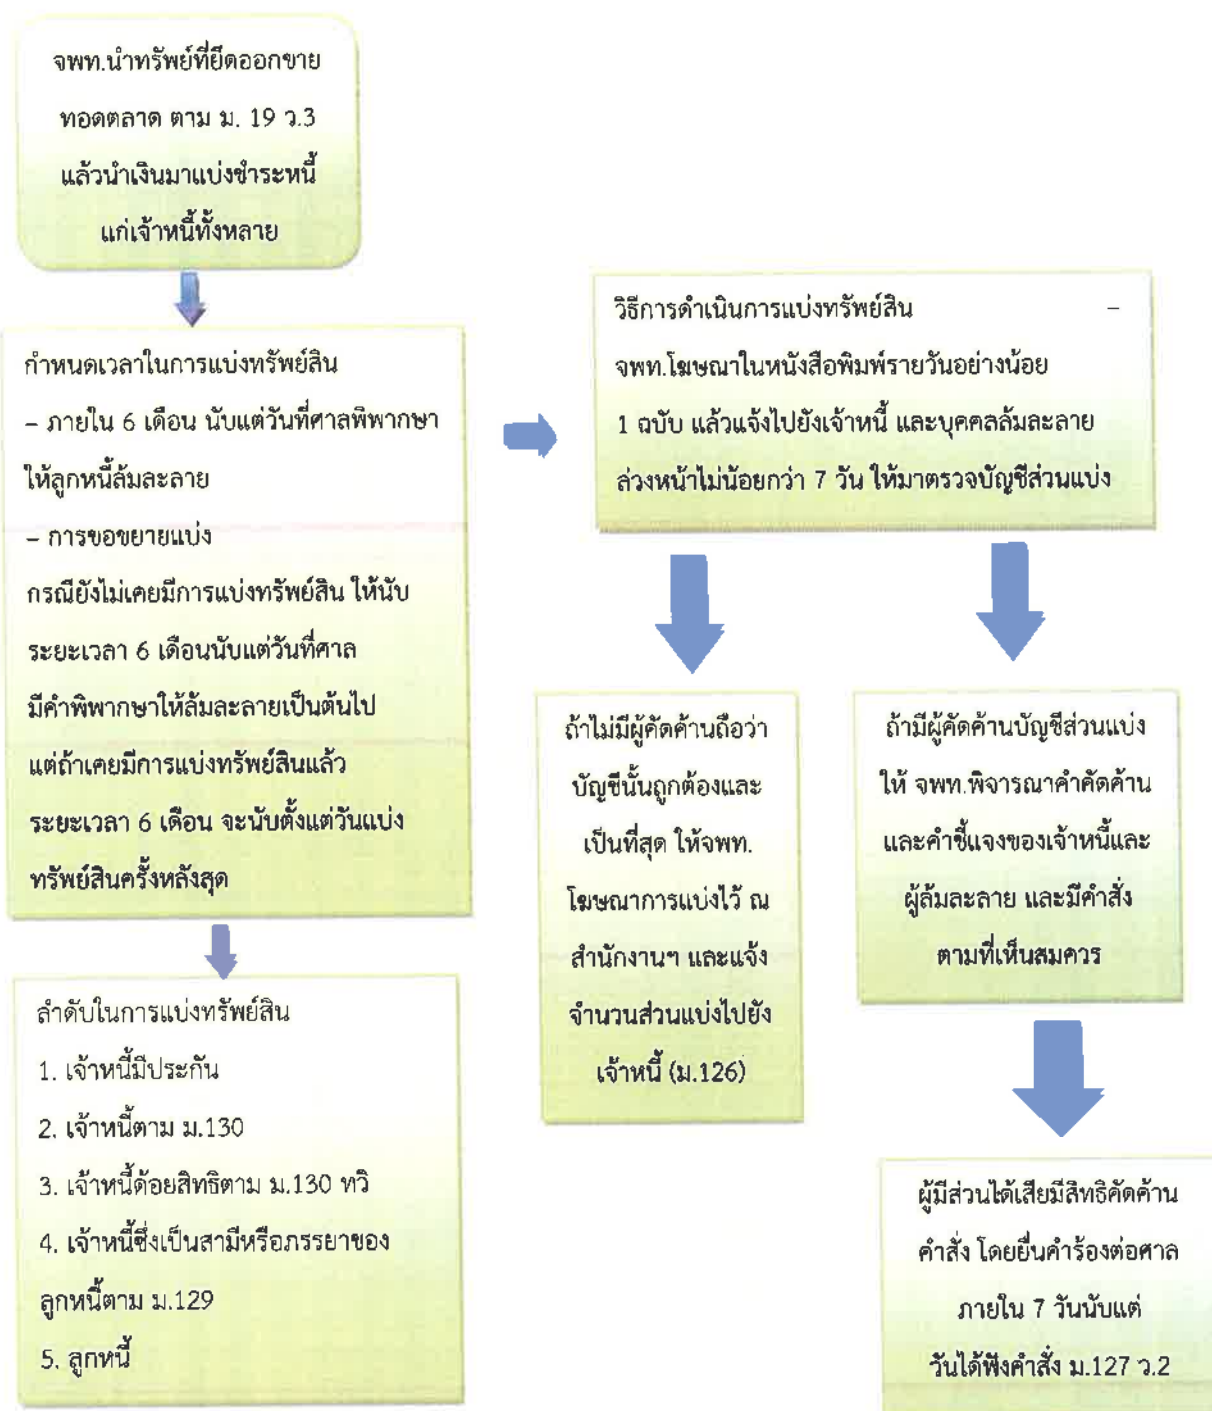 จพท.นำทรัพย์ที่ยึดออกขาย
ทอดตลาด ตาม ม. 19 ว.3
แล้วนำเงินมาแบ่งชำระหนี้
แก่เจ้าหนี้ทั้งหลาย
กำหนดเวลาในการแบ่งทรัพย์สิน
– ภายใน 6 เดือน นับแต่วันที่ศาลพิพากษา
ให้ลูกหนี้ล้มละลาย
– การขอขยายแบ่ง
กรณียังไม่เคยมีการแบ่งทรัพย์สิน ให้นับ
ระยะเวลา 6 เดือนนับแต่วันที่ศาล
มีคำพิพากษาให้ล้มละลายเป็นต้นไป
แต่ถ้าเคยมีการแบ่งทรัพย์สินแล้ว
ระยะเวลา 6 เดือน จะนับตั้งแต่วันแบ่ง
ทรัพย์สินครั้งหลังสุด
ลำดับในการแบ่งทรัพย์สิน
1. เจ้าหนี้มีประกัน
2. เจ้าหนี้ตาม ม.130
3. เจ้าหนี้ด้อยสิทธิตาม ม.130 ทวิ
4. เจ้าหนี้ซึ่งเป็นสามีหรือภรรยาของ
ลูกหนี้ตาม ม.129
5. ลูกหนี้
วิธีการดำเนินการแบ่งทรัพย์สิน –
จพท.โฆษณาในหนังสือพิมพ์รายวันอย่างน้อย
1 ฉบับ แล้วแจ้งไปยังเจ้าหนี้ และบุคคลล้มละลาย
ล่วงหน้าไม่น้อยกว่า 7 วัน ให้มาตรวจบัญชีส่วนแบ่ง
ถ้าไม่มีผู้คัดค้านถือว่า
บัญชีนั้นถูกต้องและ
เป็นที่สุด ให้จพท.
โฆษณาการแบ่งไว้ ณ
สำนักงานฯ และแจ้ง
จำนวนส่วนแบ่งไปยัง
เจ้าหนี้ (ม.126)
ถ้ามีผู้คัดค้านบัญชีส่วนแบ่ง
ให้ จพท.พิจารณาคำคัดค้าน
และคำชี้แจงของเจ้าหนี้และ
ผู้ล้มละลาย และมีคำสั่ง
ตามที่เห็นสมควร
ผู้มีส่วนได้เสียมีสิทธิคัดค้าน
คำสั่ง โดยยื่นคำร้องต่อศาล
ภายใน 7 วันนับแต่
วันได้ฟังคำสั่ง ม.127 ว.2